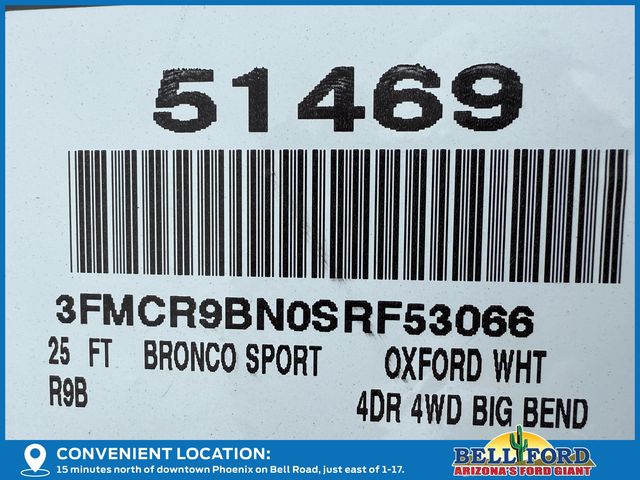 51469
3FMCR9BN0SRF53066
25 FT BRONCO SPORT OXFORD WHT
R9B 4DR 4WD BIG BEND
CONVENIENT LOCATION:
15 minutes north of downtown Phoenix on Bell Road, just east of 1-17.
BELL FORD
ARIZONA'S FORD GIANT